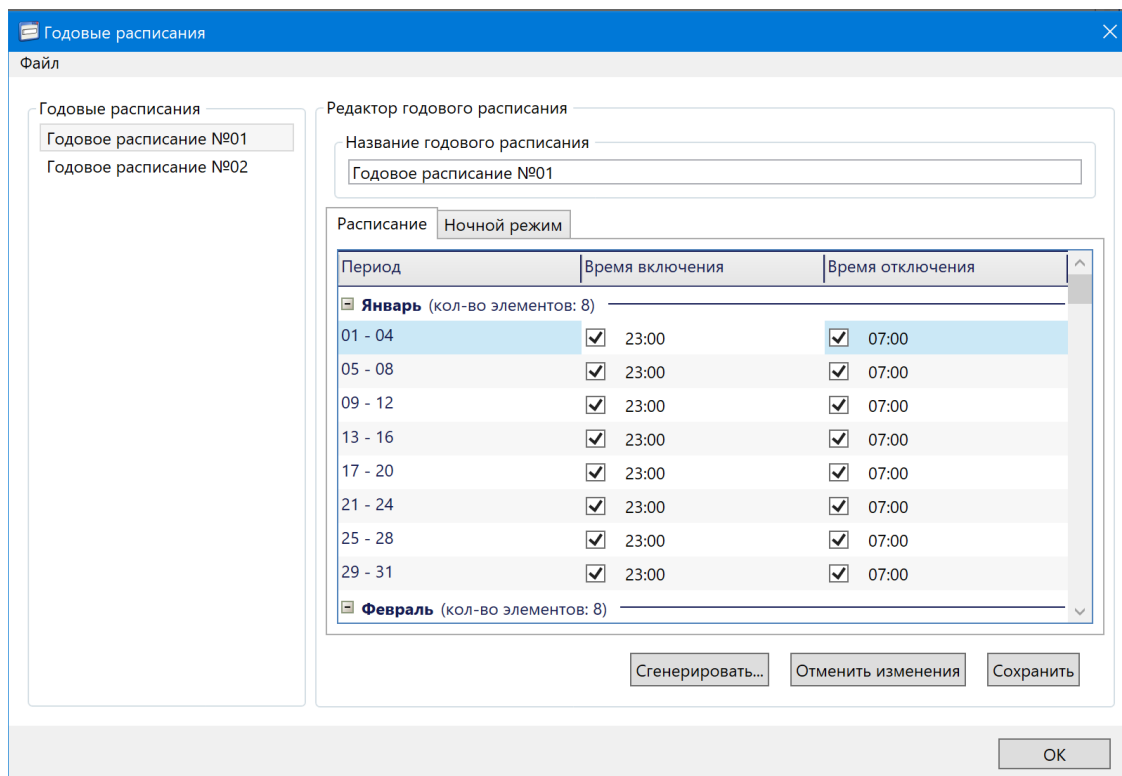 Годовые расписания
Файл
Годовые расписания
Годовое расписание №01
Годовое расписание №02
Редактор годового расписания
Название годового расписания
Годовое расписание №01
Расписание Ночной режим
Период Время включения Время отключения
Январь (кол-во элементов: 8)
01 - 04 23:00 07:00
05 - 08 23:00 07:00
09 - 12 23:00 07:00
13 - 16 23:00 07:00
17 - 20 23:00 07:00
21 - 24 23:00 07:00
25 - 28 23:00 07:00
29 - 31 23:00 07:00
Февраль (кол-во элементов: 8)
Сгенерировать... Отменить изменения Сохранить
ОК